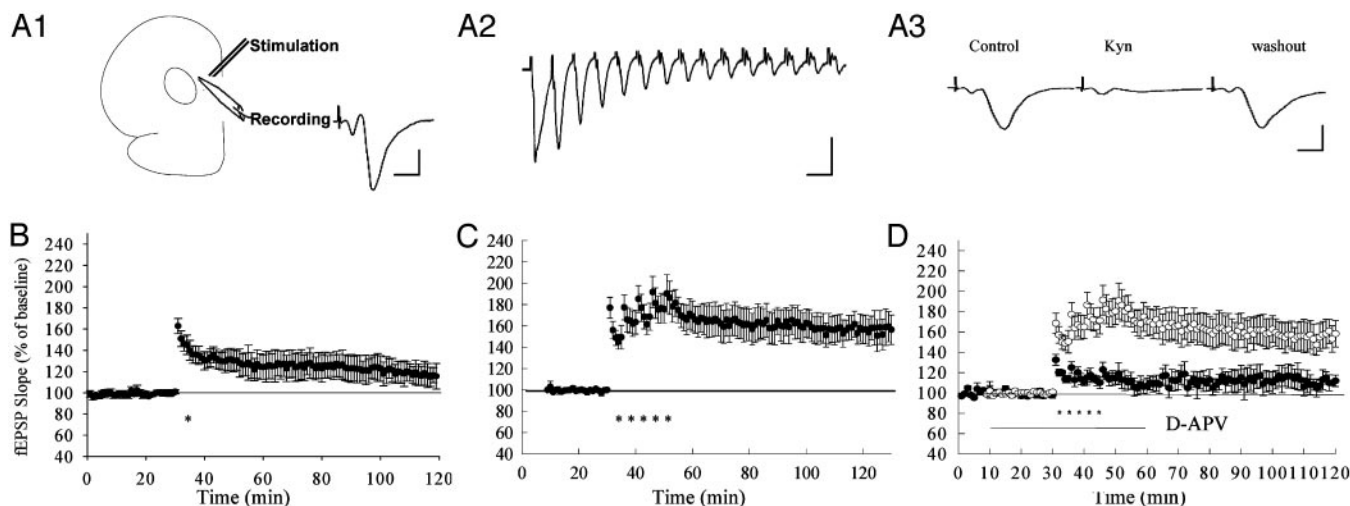 A1
Stimulation
Recording
A2
A3
Control Kyn washout
B
fEPSP Slope (% of baseline)
240
220
200
180
160
140
120
100
80
60
40
*
0 20 40 60 80 100 120
Time (min)
C
240
220
200
180
160
140
120
100
80
60
40
* * * * *
0 20 40 60 80 100 120
Time (min)
D
240
220
200
180
160
140
120
100
80
60
40
* * * * *
D-APV
0 10 20 30 40 50 60 70 80 90 100 110 120
Time (min)